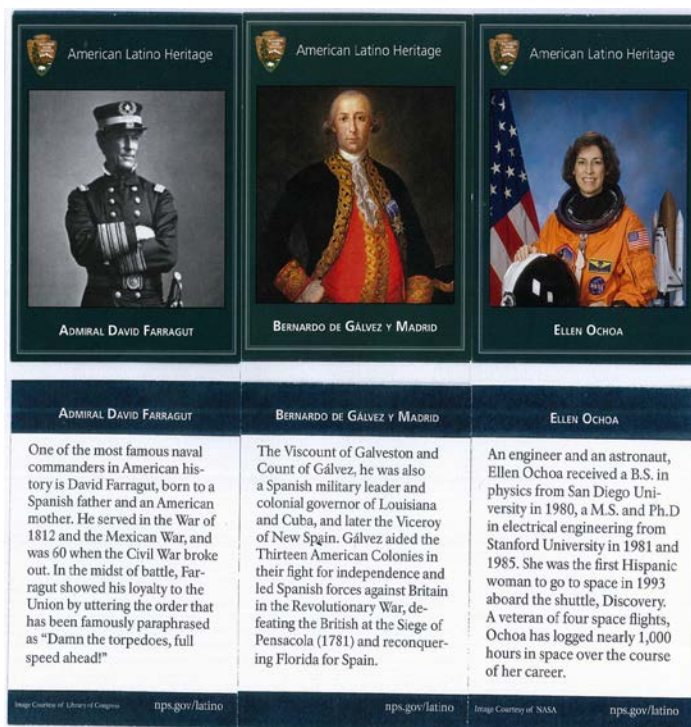 American Latino Heritage
ADMIRAL DAVID FARRAGUT
American Latino Heritage
BERNARDO DE GÁLVEZ Y MADRID
American Latino Heritage
ELLEN OCHOA
ADMIRAL DAVID FARRAGUT
One of the most famous naval
commanders in American his-
tory is David Farragut, born to a
Spanish father and an American
mother. He served in the War of
1812 and the Mexican War, and
was 60 when the Civil War broke
out. In the midst of battle, Far-
ragut showed his loyalty to the
Union by uttering the order that
has been famously paraphrased
as “Damn the torpedoes, full
speed ahead!”
Image Courtesy of Library of Congress
nps.gov/latino
BERNARDO DE GÁLVEZ Y MADRID
The Viscount of Galveston and
Count of Gálvez, he was also
a Spanish military leader and
colonial governor of Louisiana
and Cuba, and later the Viceroy
of New Spain. Gálvez aided the
Thirteen American Colonies in
their fight for independence and
led Spanish forces against Britain
in the Revolutionary War, de-
feating the British at the Siege of
Pensacola (1781) and reconquer-
ing Florida for Spain.
nps.gov/latino
ELLEN OCHOA
An engineer and an astronaut,
Ellen Ochoa received a B.S. in
physics from San Diego Uni-
versity in 1980, a M.S. and Ph.D
in electrical engineering from
Stanford University in 1981 and
1985. She was the first Hispanic
woman to go to space in 1993
aboard the shuttle, Discovery.
A veteran of four space flights,
Ochoa has logged nearly 1,000
hours in space over the course
of her career.
Image Courtesy of NASA
nps.gov/latino